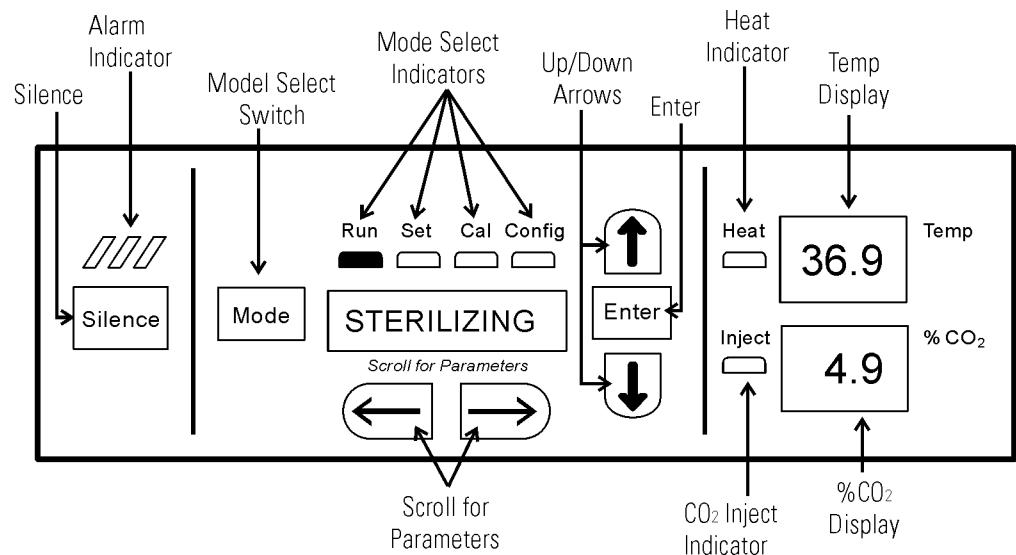 Alarm
Indicator
Silence
Model Select
Switch
Mode Select
Indicators
Up/Down
Arrows
Enter
Heat
Indicator
Temp
Display
Run Set Cal Config
Silence
Mode
STERILIZING
Scroll for Parameters
Enter
Heat
36.9
Temp
Inject
4.9
% CO₂
Scroll for
Parameters
CO₂ Inject
Indicator
%CO₂
Display